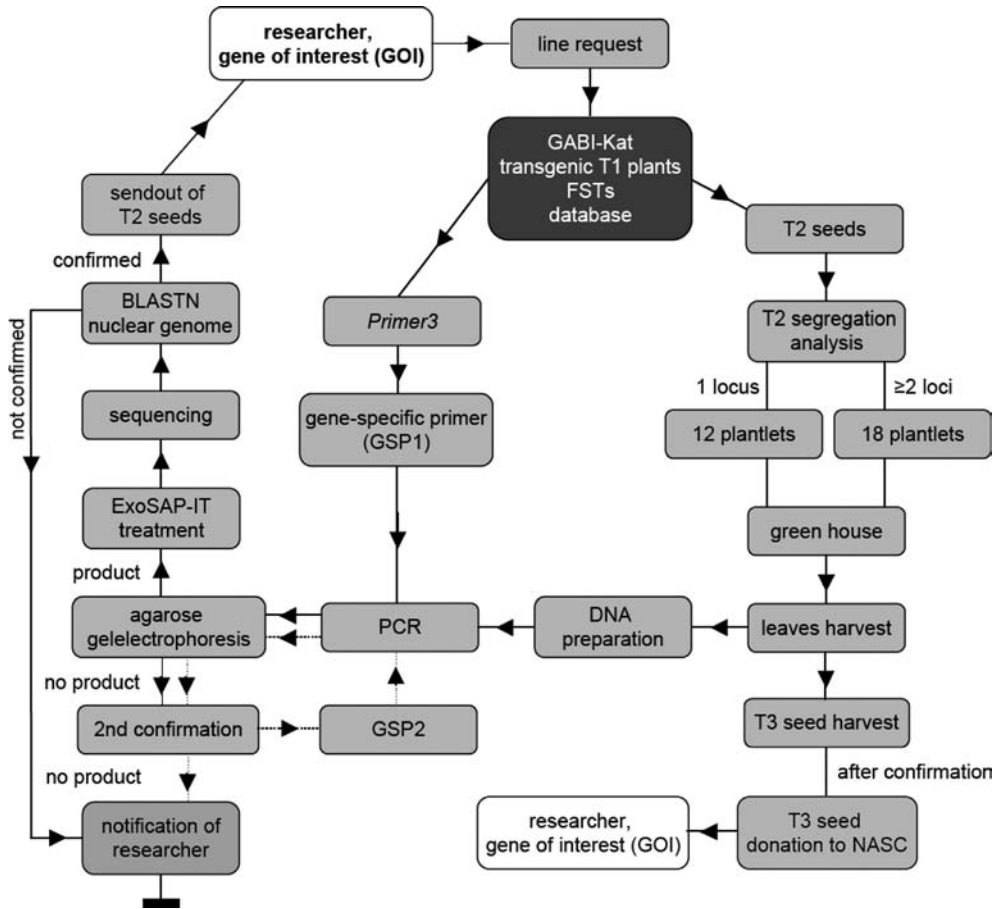 researcher,
gene of interest (GOI)
line request
GABI-Kat
transgenic T1 plants
FSTs
database
sendout of
T2 seeds
T2 seeds
confirmed
BLASTN
nuclear genome
Primer3
T2 segregation
analysis
not confirmed
1 locus
≥2 loci
sequencing
gene-specific primer
(GSP1)
12 plantlets
18 plantlets
ExoSAP-IT
treatment
green house
product
agarose
gelelectrophoresis
PCR
DNA
preparation
leaves harvest
no product
2nd confirmation
GSP2
T3 seed harvest
no product
after confirmation
notification of
researcher
researcher,
gene of interest (GOI)
T3 seed
donation to NASC